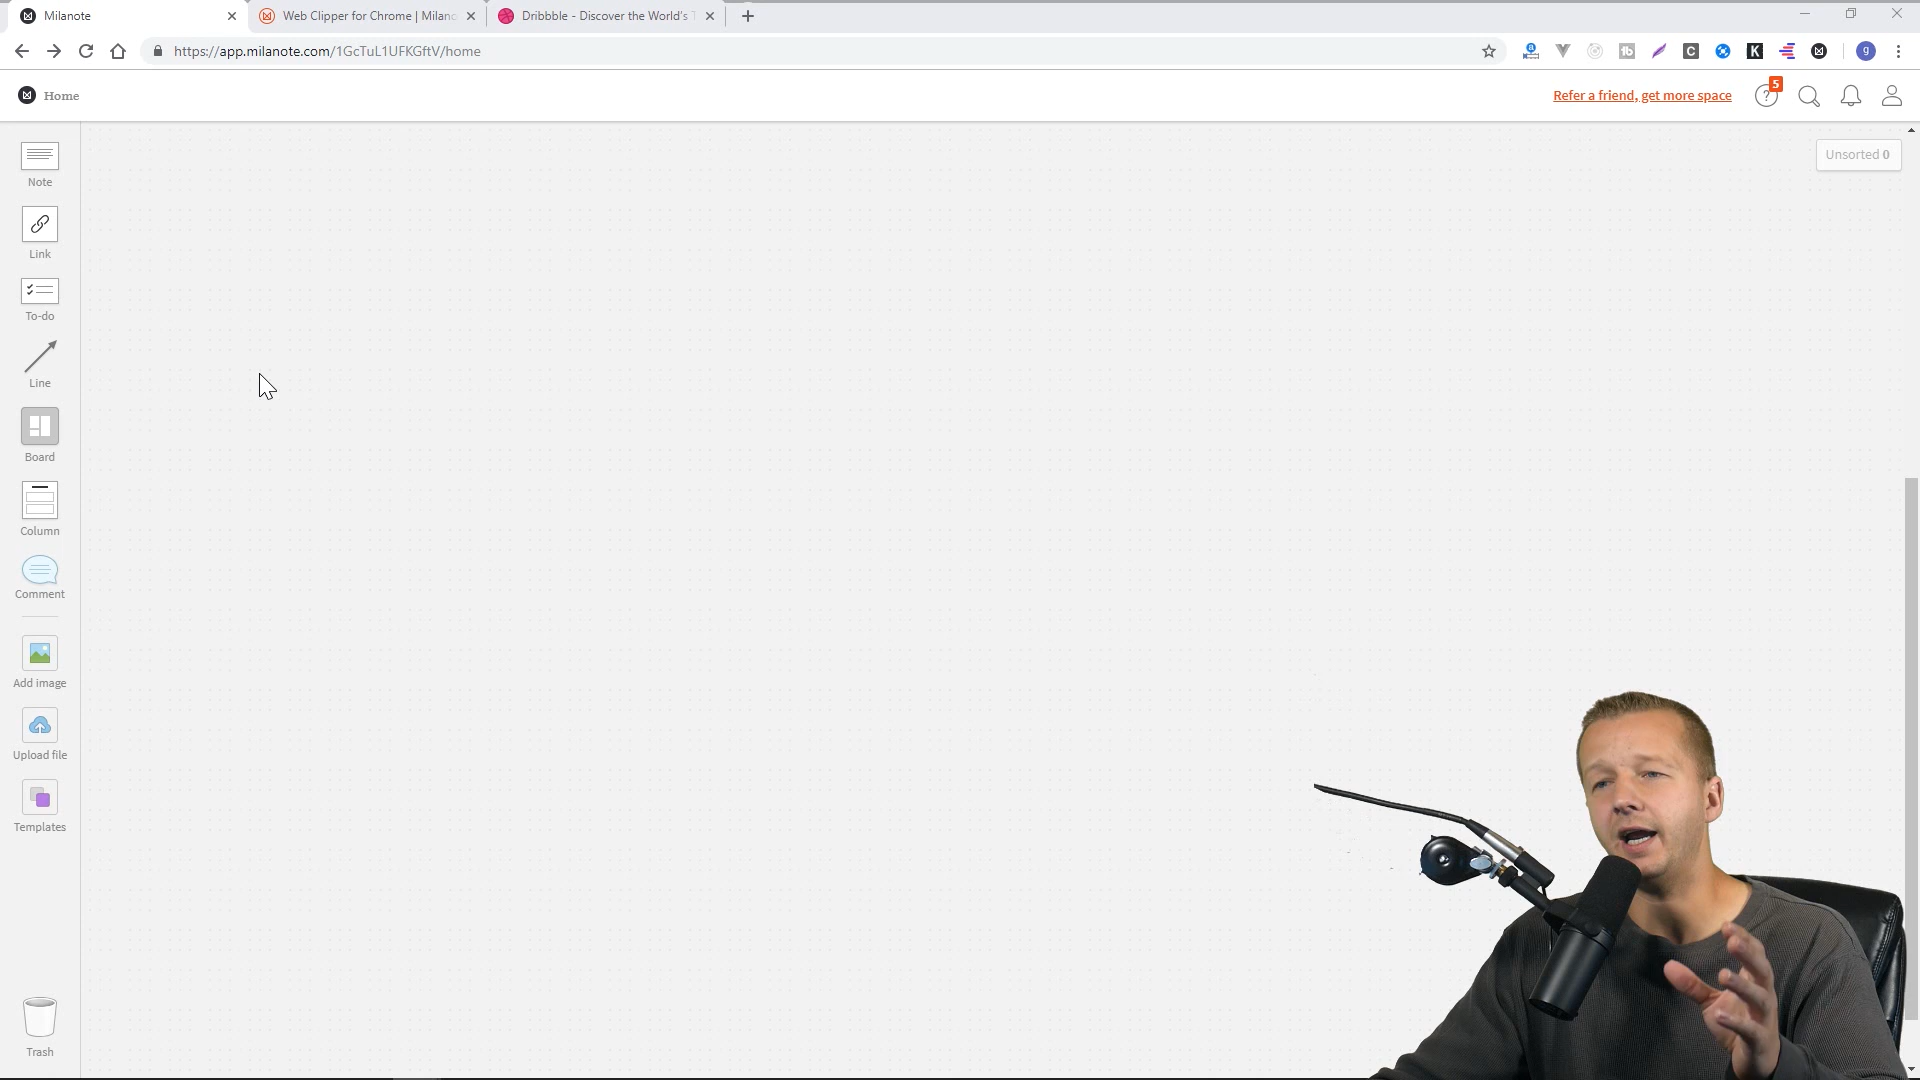 Milanote
Web Clipper for Chrome | Milano
Dribbble - Discover the World's T
https://app.milanote.com/1GcTuL1UFKGftV/home
tb
C
K
g
Home
Refer a friend, get more space
5
?
Unsorted 0
Note
Link
To-do
Line
Board
Column
Comment
Add image
Upload file
Templates
Trash